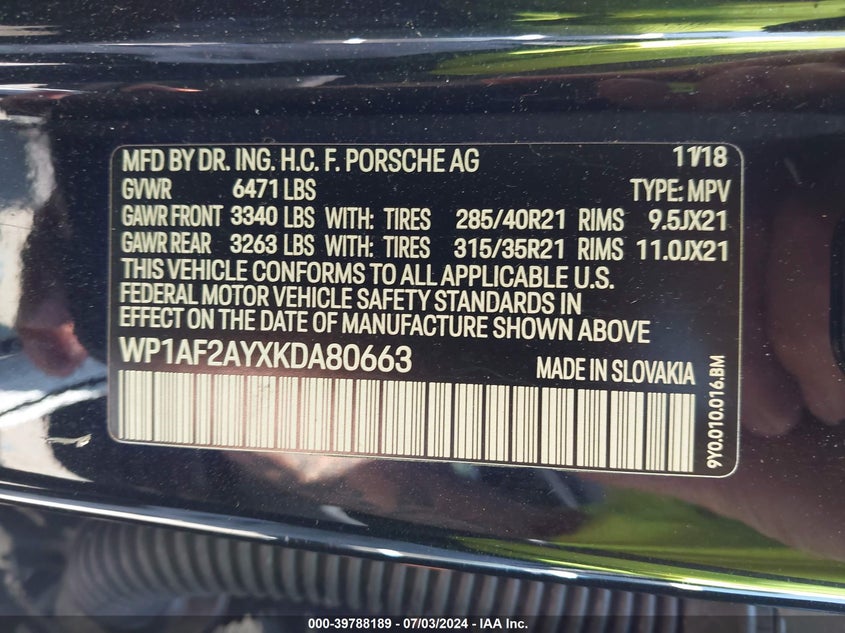 MFD BY DR. ING. H.C. F. PORSCHE AG 11/18
GVWR 6471 LBS TYPE: MPV
GAWR FRONT 3340 LBS WITH: TIRES 285/40R21 RIMS 9.5JX21
GAWR REAR 3263 LBS WITH: TIRES 315/35R21 RIMS 11.0JX21
THIS VEHICLE CONFORMS TO ALL APPLICABLE U.S.
FEDERAL MOTOR VEHICLE SAFETY STANDARDS IN
EFFECT ON THE DATE OF MANUFACTURE SHOWN ABOVE
WP1AF2AYXKDA80663 MADE IN SLOVAKIA
9Y0.010.016.BM
000-39788189 - 07/03/2024 - IAA Inc.